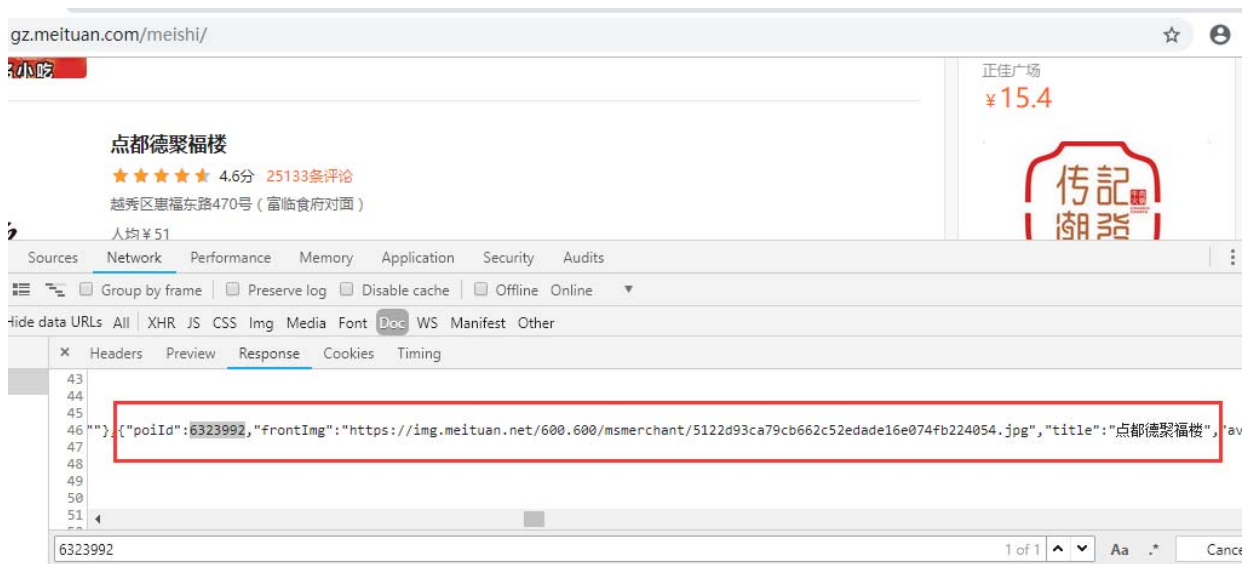 gz.meituan.com/meishi/
小吃
正佳广场
¥15.4
点都德聚福楼
4.6分 25133条评论
越秀区惠福东路470号（富临食府对面）
人均¥51
传記
潮發
Sources Network Performance Memory Application Security Audits
Group by frame Preserve log Disable cache Offline Online
Hide data URLs All XHR JS CSS Img Media Font Doc WS Manifest Other
× Headers Preview Response Cookies Timing
43
44
45
46 ""},{"poiId":6323992,"frontImg":"https://img.meituan.net/600.600/msmerchant/5122d93ca79cb662c52edade16e074fb224054.jpg","title":"点都德聚福楼","av
47
48
49
50
51
6323992 1 of 1 Aa .* Cance